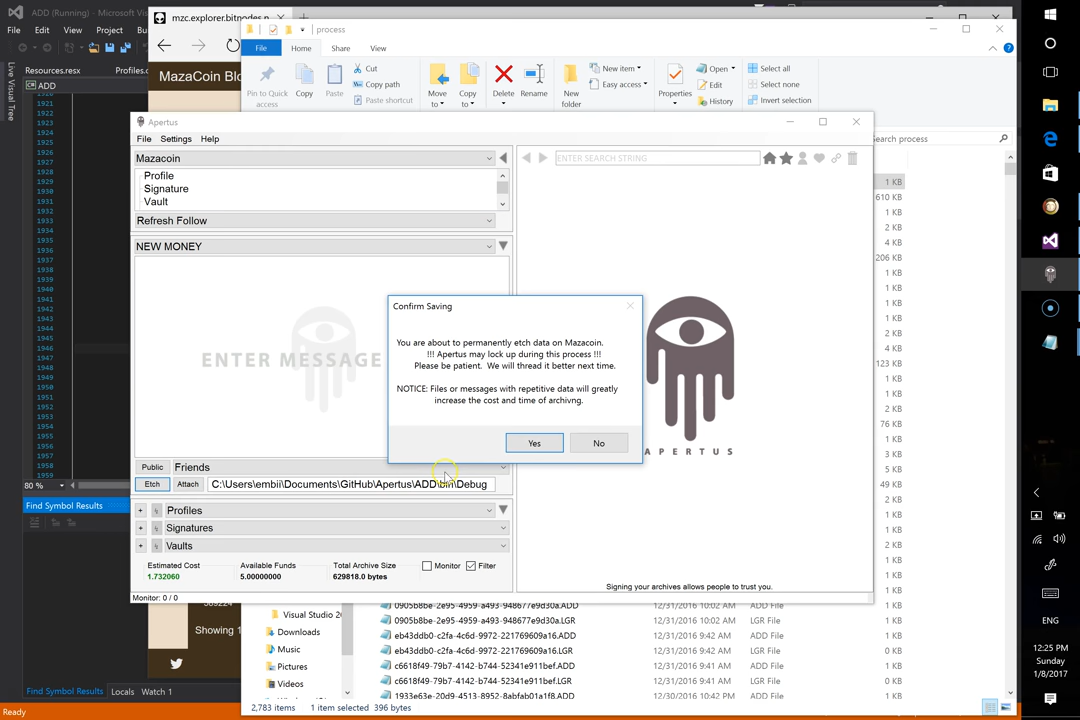 ADD (Running) - Microsoft Vis
File Edit View Project Bu
Resources.resx Profiles.c
ADD
Live Visual Tree
1921
1922
1923
1924
1925
1926
1927
1928
1929
1930
1931
1932
1933
1934
1935
1936
1937
1938
1939
1940
1941
1942
1943
1944
1945
1946
1947
1948
1949
1950
1951
1952
1953
1954
1955
1956
1957
1958
1959
80 %
Find Symbol Results
Find Symbol Results Locals Watch 1
Ready
mzc.explorer.bitnodes.n
MazaCoin Blo
Showing 1
process
File Home Share View
Pin to Quick access
Copy
Paste
Cut
Copy path
Paste shortcut
Move to
Copy to
Delete
Rename
New folder
New item
Easy access
Properties
Open
Edit
History
Select all
Select none
Invert selection
Search process
1 KB
610 KB
1 KB
2 KB
4 KB
206 KB
1 KB
1 KB
1 KB
2 KB
1 KB
2 KB
123 KB
1 KB
2 KB
76 KB
3 KB
5 KB
49 KB
2 KB
1 KB
2 KB
1 KB
1 KB
1 KB
Apertus
File Settings Help
Mazacoin
Profile
Signature
Vault
Refresh Follow
NEW MONEY
ENTER MESSAGE
Public Friends
Etch Attach C:\Users\embii\Documents\GitHub\Apertus\ADD\bin\Debug
+ Profiles
+ Signatures
+ Vaults
Estimated Cost Available Funds Total Archive Size Monitor Filter
1.732060 5.00000000 629818.0 bytes
Monitor: 0 / 0
ENTER SEARCH STRING
APERTUS
Signing your archives allows people to trust you.
Confirm Saving
You are about to permanently etch data on Mazacoin.
!!! Apertus may lock up during this process !!!
Please be patient. We will thread it better next time.
NOTICE: Files or messages with repetitive data will greatly
increase the cost and time of archivng.
Yes No
Visual Studio 20
Downloads
Music
Pictures
Videos
0905b8be-2e95-4959-a493-948677e9d30a.ADD 12/31/2016 10:02 AM ADD File
0905b8be-2e95-4959-a493-948677e9d30a.LGR 12/31/2016 10:02 AM LGR File
eb43ddb0-c2fa-4c6d-9972-221769609a16.ADD 12/31/2016 9:42 AM ADD File
eb43ddb0-c2fa-4c6d-9972-221769609a16.LGR 12/31/2016 9:42 AM LGR File
c6618f49-7b7-4142-b744-52341e911bef.ADD 12/31/2016 9:41 AM ADD File
c6618f49-7b7-4142-b744-52341e911bef.LGR 12/31/2016 9:41 AM LGR File
1933e63e-20d9-4513-8952-8abfab01a1f8.ADD 12/30/2016 10:42 PM ADD File
2,783 items 1 item selected 396 bytes
ENG
12:25 PM
Sunday
1/8/2017